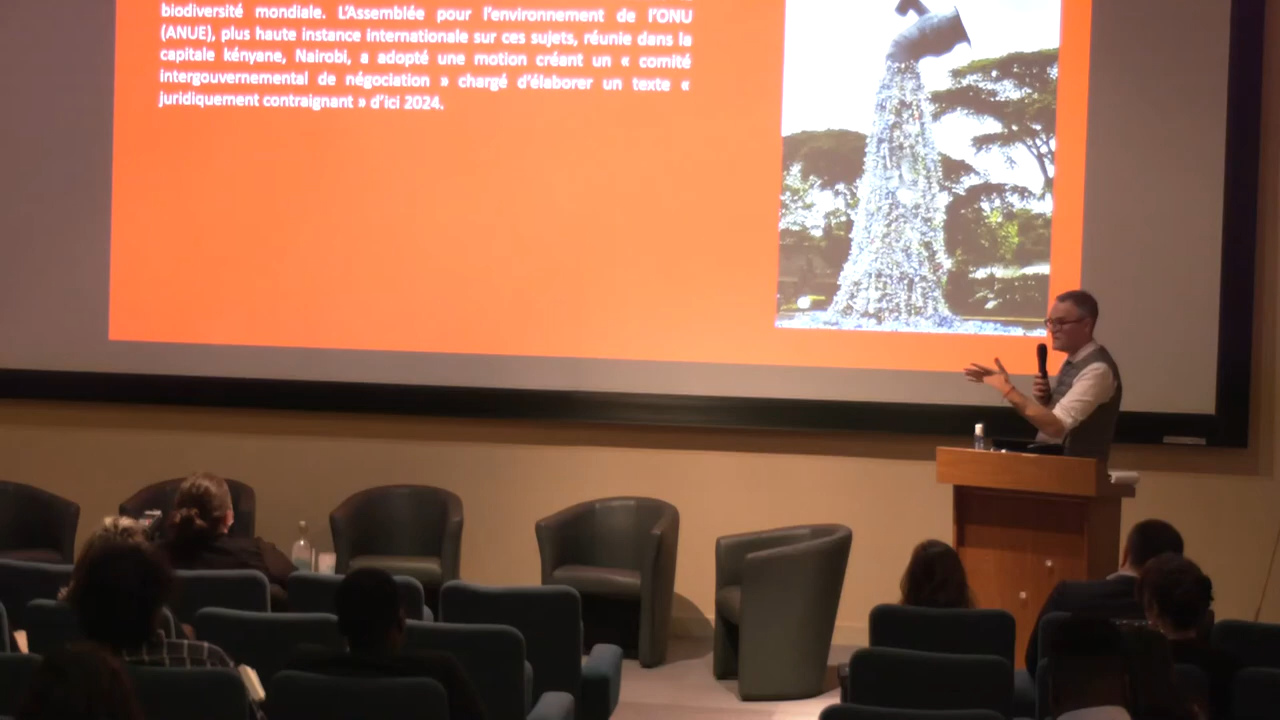 biodiversité mondiale. L'Assemblée pour l'environnement de l'ONU
(ANUE), plus haute instance internationale sur ces sujets, réunie dans la
capitale kényane, Nairobi, a adopté une motion créant un « comité
intergouvernemental de négociation » chargé d'élaborer un texte «
juridiquement contraignant » d'ici 2024.